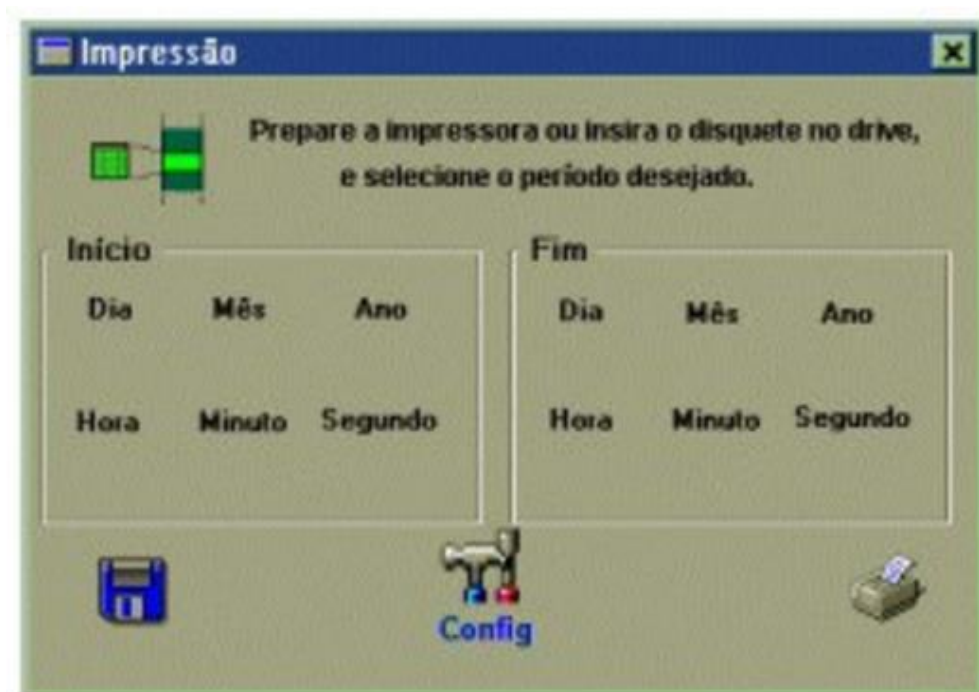 Impressão
Prepare a impressora ou insira o disquete no drive,
e selecione o período desejado.
Início
Dia Mês Ano
Hora Minuto Segundo
Fim
Dia Mês Ano
Hora Minuto Segundo
Config